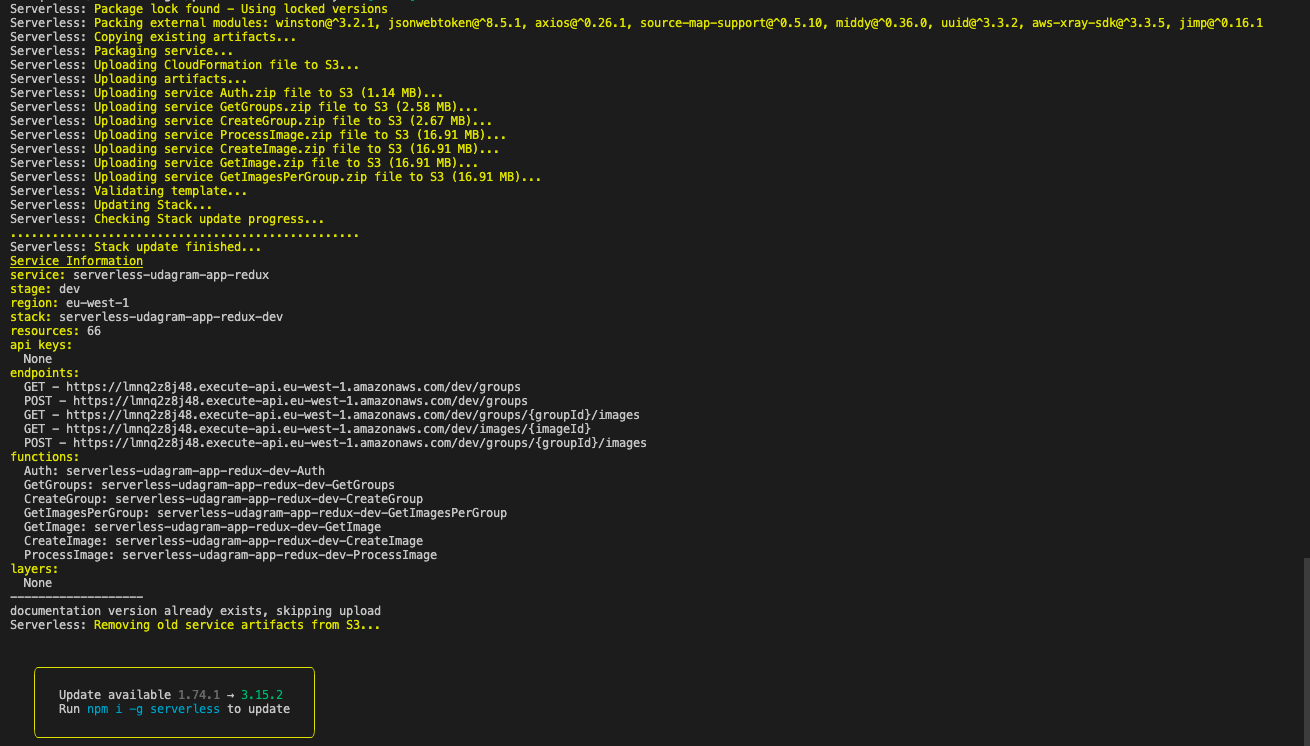 Serverless: Package lock found - Using locked versions
Serverless: Packing external modules: winston@^3.2.1, jsonwebtoken@^8.5.1, axios@^0.26.1, source-map-support@^0.5.10, middy@^0.36.0, uuid@^3.3.2, aws-xray-sdk@^3.3.5, jimp@^0.16.1
Serverless: Copying existing artifacts...
Serverless: Packaging service...
Serverless: Uploading CloudFormation file to S3...
Serverless: Uploading artifacts...
Serverless: Uploading service Auth.zip file to S3 (1.14 MB)...
Serverless: Uploading service GetGroups.zip file to S3 (2.58 MB)...
Serverless: Uploading service CreateGroup.zip file to S3 (2.67 MB)...
Serverless: Uploading service ProcessImage.zip file to S3 (16.91 MB)...
Serverless: Uploading service CreateImage.zip file to S3 (16.91 MB)...
Serverless: Uploading service GetImage.zip file to S3 (16.91 MB)...
Serverless: Uploading service GetImagesPerGroup.zip file to S3 (16.91 MB)...
Serverless: Validating template...
Serverless: Updating Stack...
Serverless: Checking Stack update progress...
..................................................
Serverless: Stack update finished...
Service Information
service: serverless-udagram-app-redux
stage: dev
region: eu-west-1
stack: serverless-udagram-app-redux-dev
resources: 66
api keys:
  None
endpoints:
  GET - https://lmnq2z8j48.execute-api.eu-west-1.amazonaws.com/dev/groups
  POST - https://lmnq2z8j48.execute-api.eu-west-1.amazonaws.com/dev/groups
  GET - https://lmnq2z8j48.execute-api.eu-west-1.amazonaws.com/dev/groups/{groupId}/images
  GET - https://lmnq2z8j48.execute-api.eu-west-1.amazonaws.com/dev/images/{imageId}
  POST - https://lmnq2z8j48.execute-api.eu-west-1.amazonaws.com/dev/groups/{groupId}/images
functions:
  Auth: serverless-udagram-app-redux-dev-Auth
  GetGroups: serverless-udagram-app-redux-dev-GetGroups
  CreateGroup: serverless-udagram-app-redux-dev-CreateGroup
  GetImagesPerGroup: serverless-udagram-app-redux-dev-GetImagesPerGroup
  GetImage: serverless-udagram-app-redux-dev-GetImage
  CreateImage: serverless-udagram-app-redux-dev-CreateImage
  ProcessImage: serverless-udagram-app-redux-dev-ProcessImage
layers:
  None
-------------------
documentation version already exists, skipping upload
Serverless: Removing old service artifacts from S3...
Update available 1.74.1 → 3.15.2
Run npm i -g serverless to update